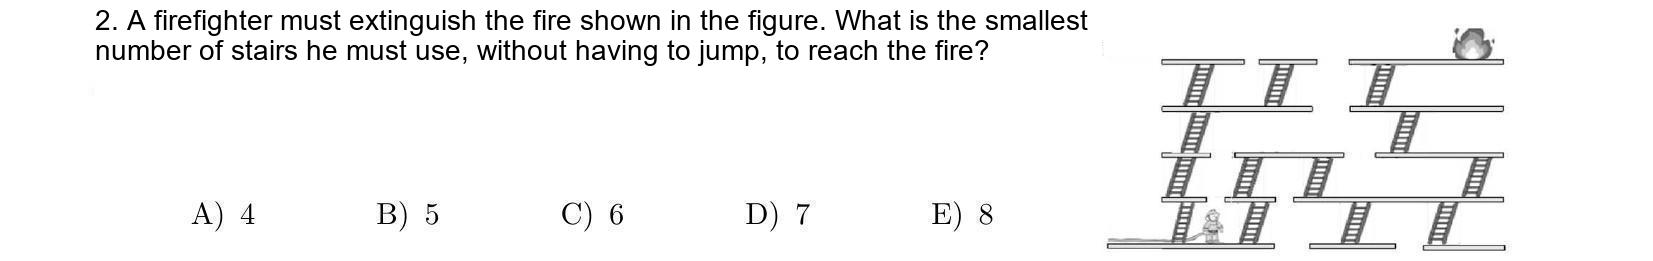 2. A firefighter must extinguish the fire shown in the figure. What is the smallest
number of stairs he must use, without having to jump, to reach the fire?
A) 4 B) 5 C) 6 D) 7 E) 8